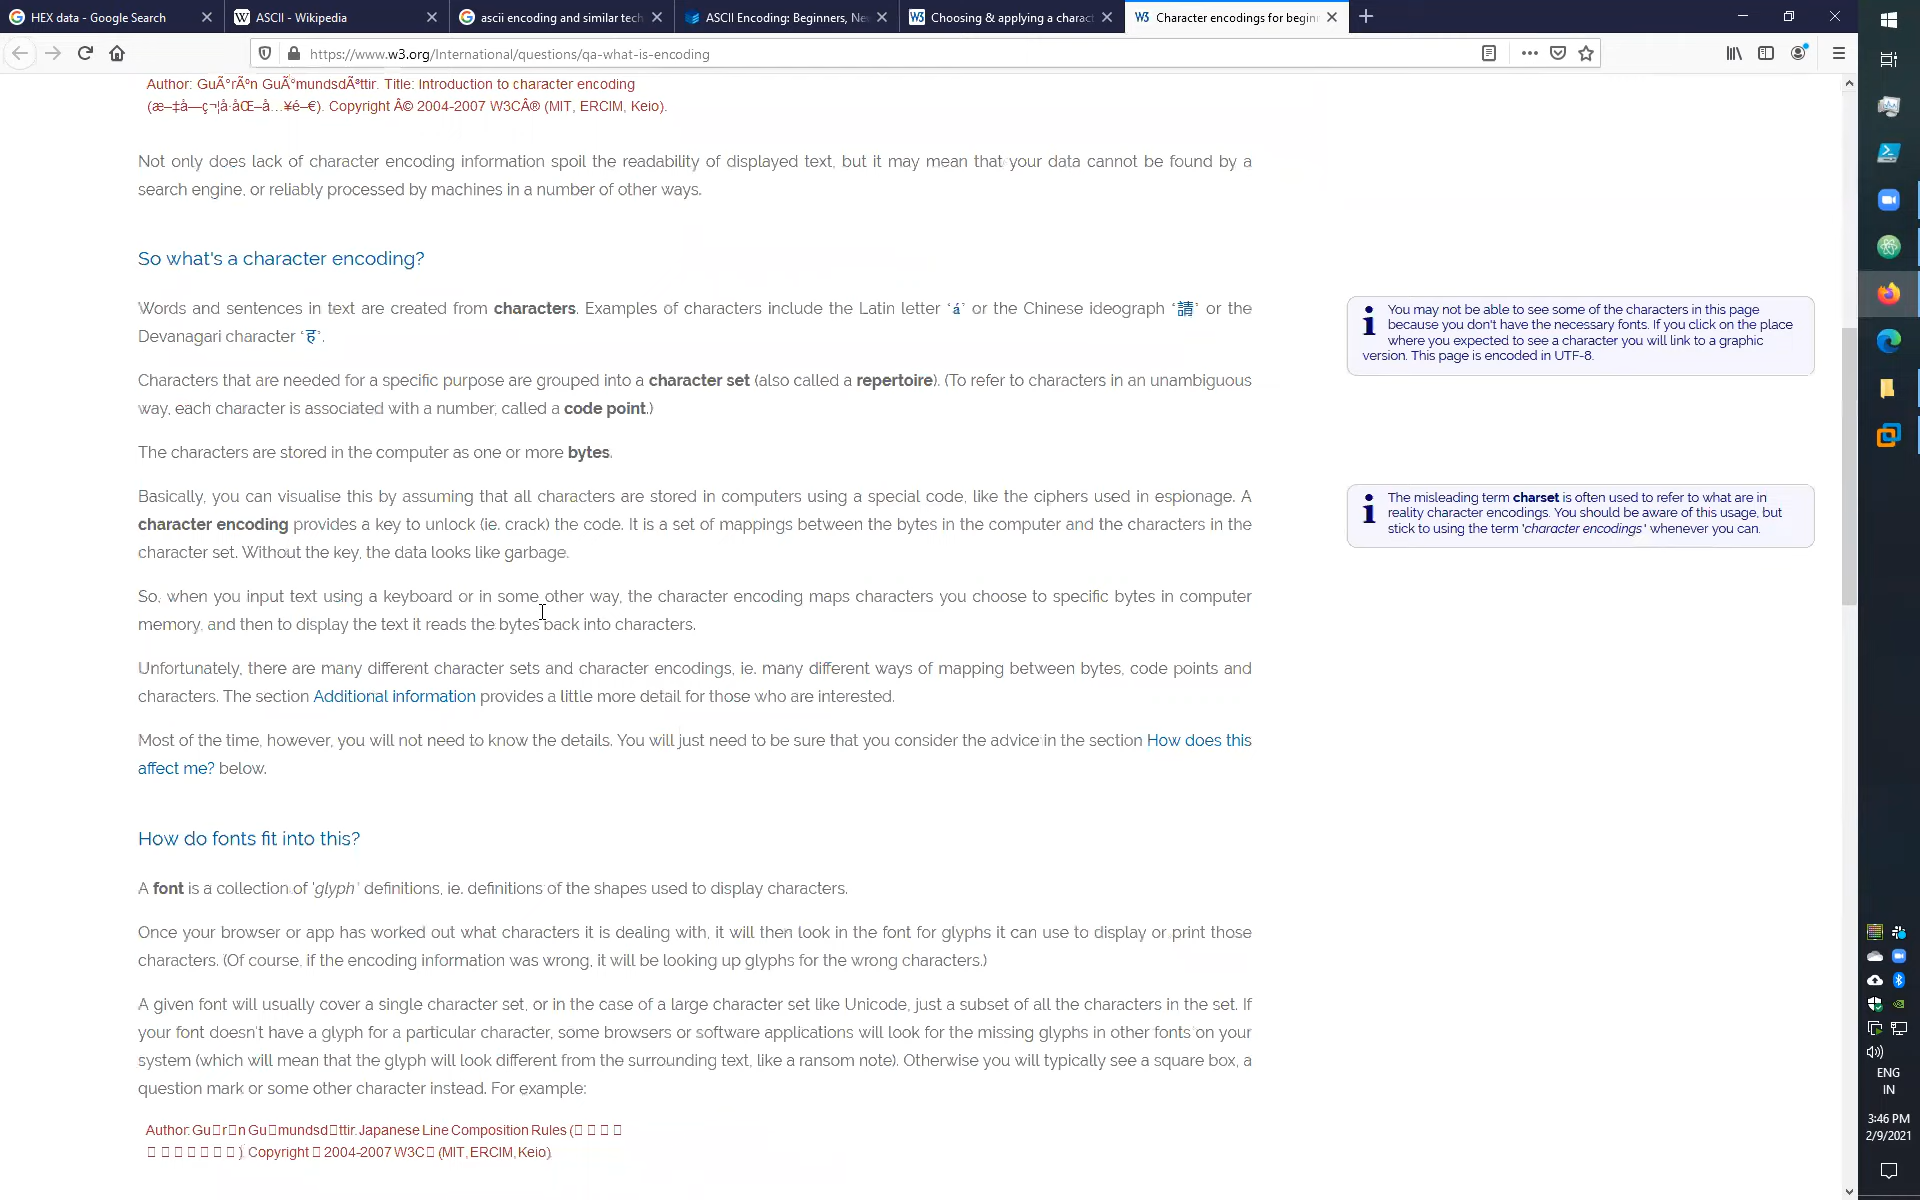 HEX data - Google Search
ASCII - Wikipedia
ascii encoding and similar tech
ASCII Encoding: Beginners, Ne
Choosing & applying a charact
Character encodings for begin
https://www.w3.org/International/questions/qa-what-is-encoding
Author: GuÃ°rÃºn GuÃ°mundsdÃ³ttir. Title: Introduction to character encoding
Copyright Â© 2004-2007 W3CÂ® (MIT, ERCIM, Keio).
Not only does lack of character encoding information spoil the readability of displayed text, but it may mean that your data cannot be found by a
search engine, or reliably processed by machines in a number of other ways.
So what's a character encoding?
Words and sentences in text are created from characters. Examples of characters include the Latin letter 'á' or the Chinese ideograph '請' or the
Devanagari character 'ह'.
You may not be able to see some of the characters in this page
because you don't have the necessary fonts. If you click on the place
where you expected to see a character you will link to a graphic
version. This page is encoded in UTF-8.
Characters that are needed for a specific purpose are grouped into a character set (also called a repertoire). (To refer to characters in an unambiguous
way, each character is associated with a number, called a code point.)
The characters are stored in the computer as one or more bytes.
Basically, you can visualise this by assuming that all characters are stored in computers using a special code, like the ciphers used in espionage. A
character encoding provides a key to unlock (ie. crack) the code. It is a set of mappings between the bytes in the computer and the characters in the
character set. Without the key, the data looks like garbage.
The misleading term charset is often used to refer to what are in
reality character encodings. You should be aware of this usage, but
stick to using the term 'character encodings' whenever you can.
So, when you input text using a keyboard or in some other way, the character encoding maps characters you choose to specific bytes in computer
memory, and then to display the text it reads the bytes back into characters.
Unfortunately, there are many different character sets and character encodings, ie. many different ways of mapping between bytes, code points and
characters. The section Additional information provides a little more detail for those who are interested.
Most of the time, however, you will not need to know the details. You will just need to be sure that you consider the advice in the section How does this
affect me? below.
How do fonts fit into this?
A font is a collection of 'glyph' definitions, ie. definitions of the shapes used to display characters.
Once your browser or app has worked out what characters it is dealing with, it will then look in the font for glyphs it can use to display or print those
characters. (Of course, if the encoding information was wrong, it will be looking up glyphs for the wrong characters.)
A given font will usually cover a single character set, or in the case of a large character set like Unicode, just a subset of all the characters in the set. If
your font doesn't have a glyph for a particular character, some browsers or software applications will look for the missing glyphs in other fonts on your
system (which will mean that the glyph will look different from the surrounding text, like a ransom note). Otherwise you will typically see a square box, a
question mark or some other character instead. For example:
Author: Gu□r□n Gu□mundsd□ttir. Japanese Line Composition Rules (□□□□
□□□□□□□). Copyright □ 2004-2007 W3C□ (MIT, ERCIM, Keio).
ENG
IN
3:46 PM
2/9/2021